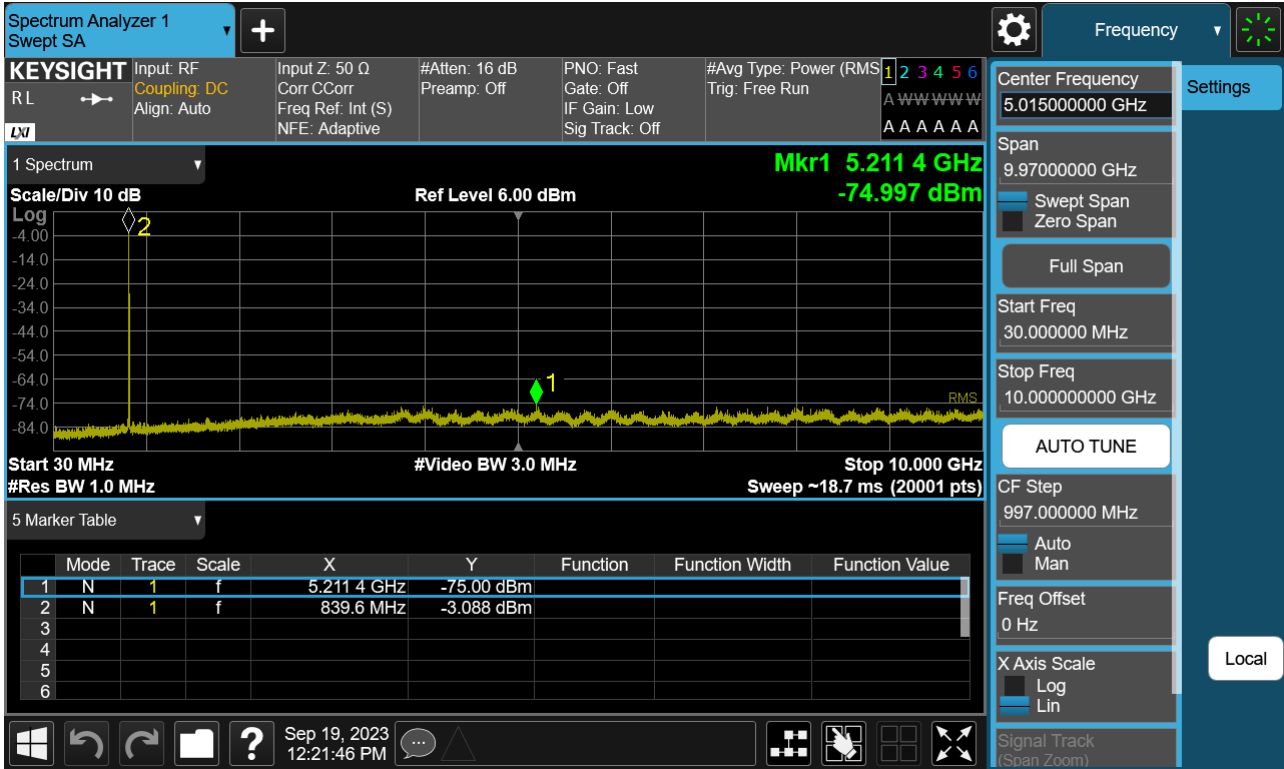 Spectrum Analyzer 1
Swept SA
Frequency
KEYSIGHT
R L
LXI
Input: RF
Coupling: DC
Align: Auto
Input Z: 50 Ω
Corr CCorr
Freq Ref: Int (S)
NFE: Adaptive
#Atten: 16 dB
Preamp: Off
PNO: Fast
Gate: Off
IF Gain: Low
Sig Track: Off
#Avg Type: Power (RMS
Trig: Free Run
1 2 3 4 5 6
A W W W W W
A A A A A A
1 Spectrum
Mkr1 5.211 4 GHz
-74.997 dBm
Scale/Div 10 dB
Ref Level 6.00 dBm
Log
-4.00
-14.0
-24.0
-34.0
-44.0
-54.0
-64.0
-74.0
-84.0
2
1
RMS
Start 30 MHz
#Video BW 3.0 MHz
Stop 10.000 GHz
#Res BW 1.0 MHz
Sweep ~18.7 ms (20001 pts)
5 Marker Table
Mode Trace Scale X Y Function Function Width Function Value
1 N 1 f 5.211 4 GHz -75.00 dBm
2 N 1 f 839.6 MHz -3.088 dBm
3
4
5
6
Sep 19, 2023
12:21:46 PM
Center Frequency
5.015000000 GHz
Span
9.97000000 GHz
Swept Span
Zero Span
Full Span
Start Freq
30.000000 MHz
Stop Freq
10.000000000 GHz
AUTO TUNE
CF Step
997.000000 MHz
Auto
Man
Freq Offset
0 Hz
X Axis Scale
Log
Lin
Signal Track
(Span Zoom)
Settings
Local